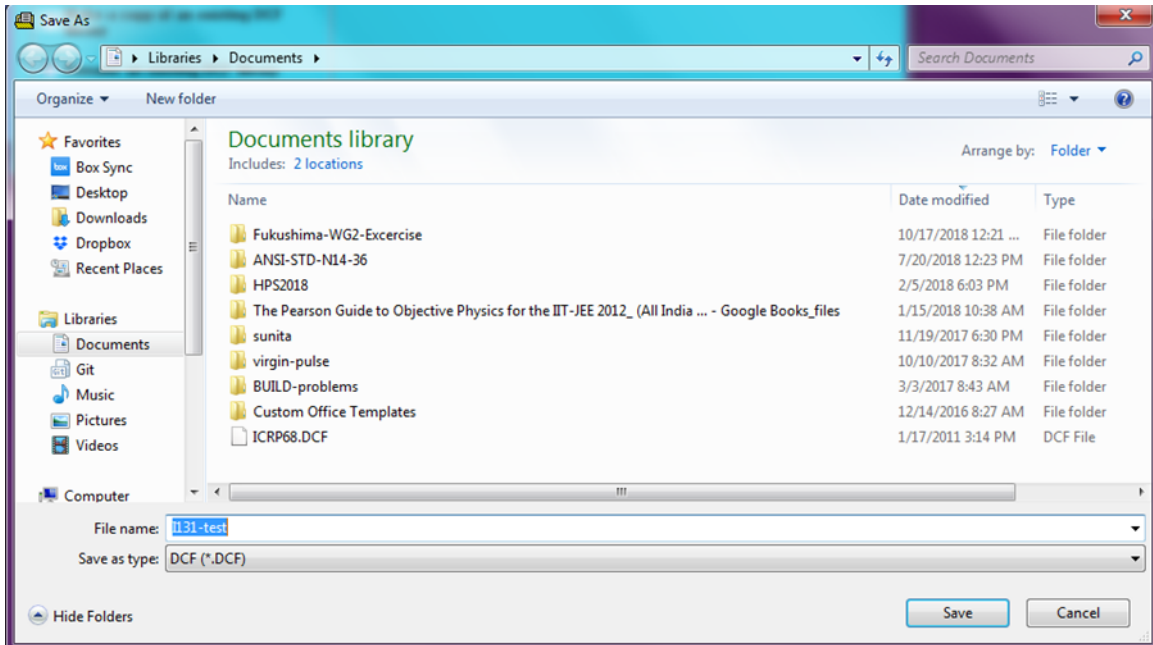 Save As
Libraries Documents
Search Documents
Organize New folder
Favorites
Box Sync
Desktop
Downloads
Dropbox
Recent Places
Libraries
Documents
Git
Music
Pictures
Videos
Computer
Documents library
Includes: 2 locations
Arrange by: Folder
Name Date modified Type
Fukushima-WG2-Excercise 10/17/2018 12:21 ... File folder
ANSI-STD-N14-36 7/20/2018 12:23 PM File folder
HPS2018 2/5/2018 6:03 PM File folder
The Pearson Guide to Objective Physics for the IIT-JEE 2012_ (All India ... - Google Books_files 1/15/2018 10:38 AM File folder
sunita 11/19/2017 6:30 PM File folder
virgin-pulse 10/10/2017 8:32 AM File folder
BUILD-problems 3/3/2017 8:43 AM File folder
Custom Office Templates 12/14/2016 8:27 AM File folder
ICRP68.DCF 1/17/2011 3:14 PM DCF File
File name: I131-test
Save as type: DCF (*.DCF)
Hide Folders
Save Cancel